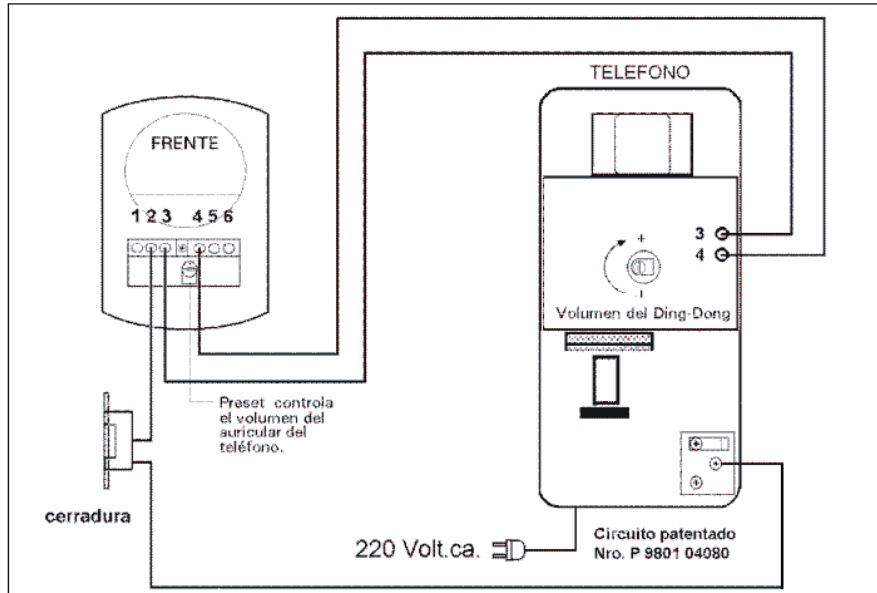 TELEFONO
FRENTE
1 2 3 4 5 6
3
4
+
-
Volumen del Ding-Dong
Preset controla
el volumen del
auricular del
teléfono.
cerradura
220 Volt.ca.
Circuito patentado
Nro. P 9801 04080